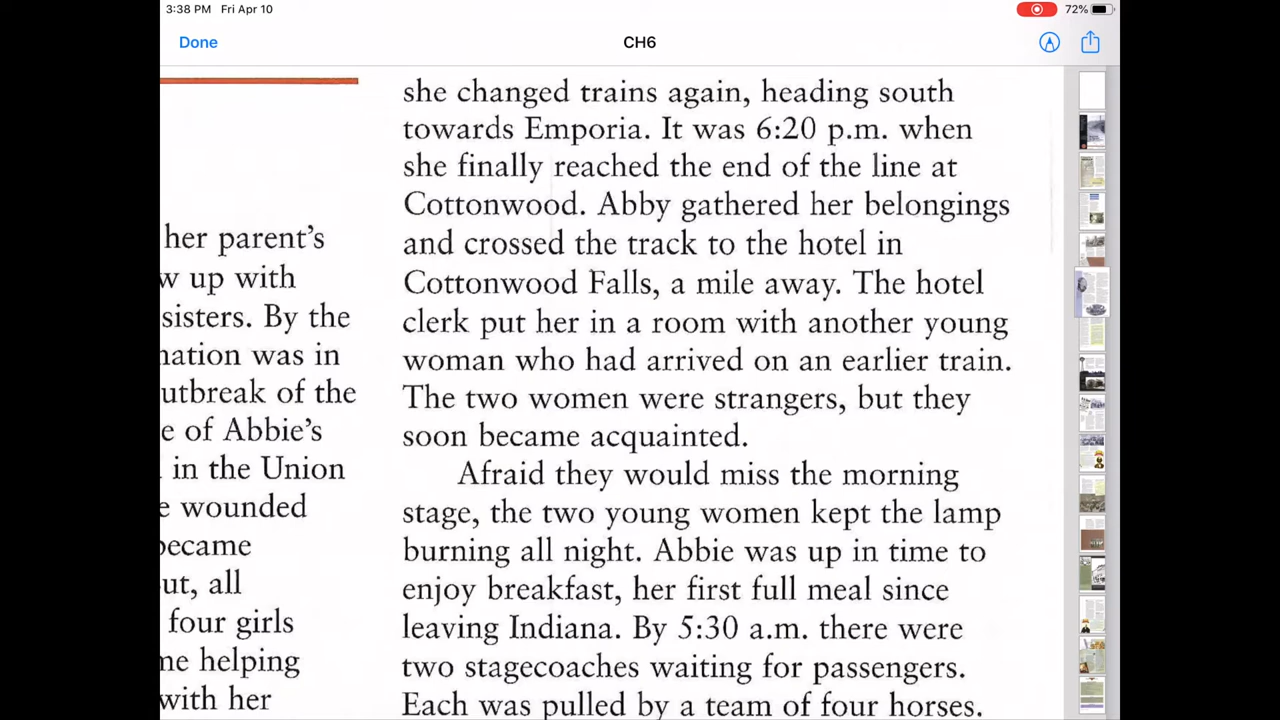 3:38 PM Fri Apr 10
72%
Done
CH6
her parent's
w up with
sisters. By the
nation was in
utbreak of the
e of Abbie's
in the Union
e wounded
became
ut, all
four girls
me helping
with her
she changed trains again, heading south
towards Emporia. It was 6:20 p.m. when
she finally reached the end of the line at
Cottonwood. Abby gathered her belongings
and crossed the track to the hotel in
Cottonwood Falls, a mile away. The hotel
clerk put her in a room with another young
woman who had arrived on an earlier train.
The two women were strangers, but they
soon became acquainted.
Afraid they would miss the morning
stage, the two young women kept the lamp
burning all night. Abbie was up in time to
enjoy breakfast, her first full meal since
leaving Indiana. By 5:30 a.m. there were
two stagecoaches waiting for passengers.
Each was pulled by a team of four horses.